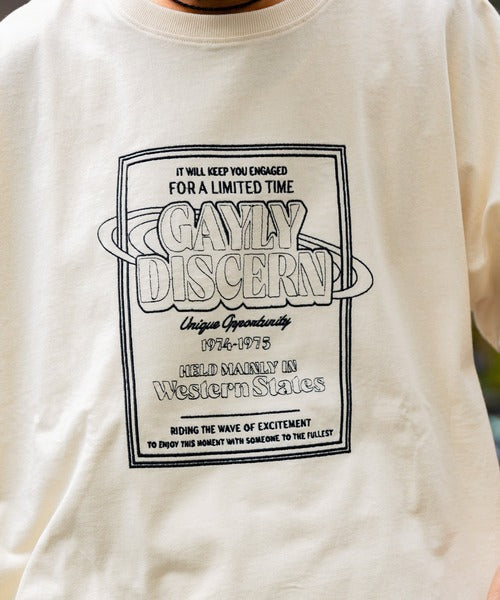 IT WILL KEEP YOU ENGAGED
FOR A LIMITED TIME
GAYLY
DISCERN
Unique Opportunity
1974-1975
HELD MAINLY IN
Western States
RIDING THE WAVE OF EXCITEMENT
TO ENJOY THIS MOMENT WITH SOMEONE TO THE FULLEST